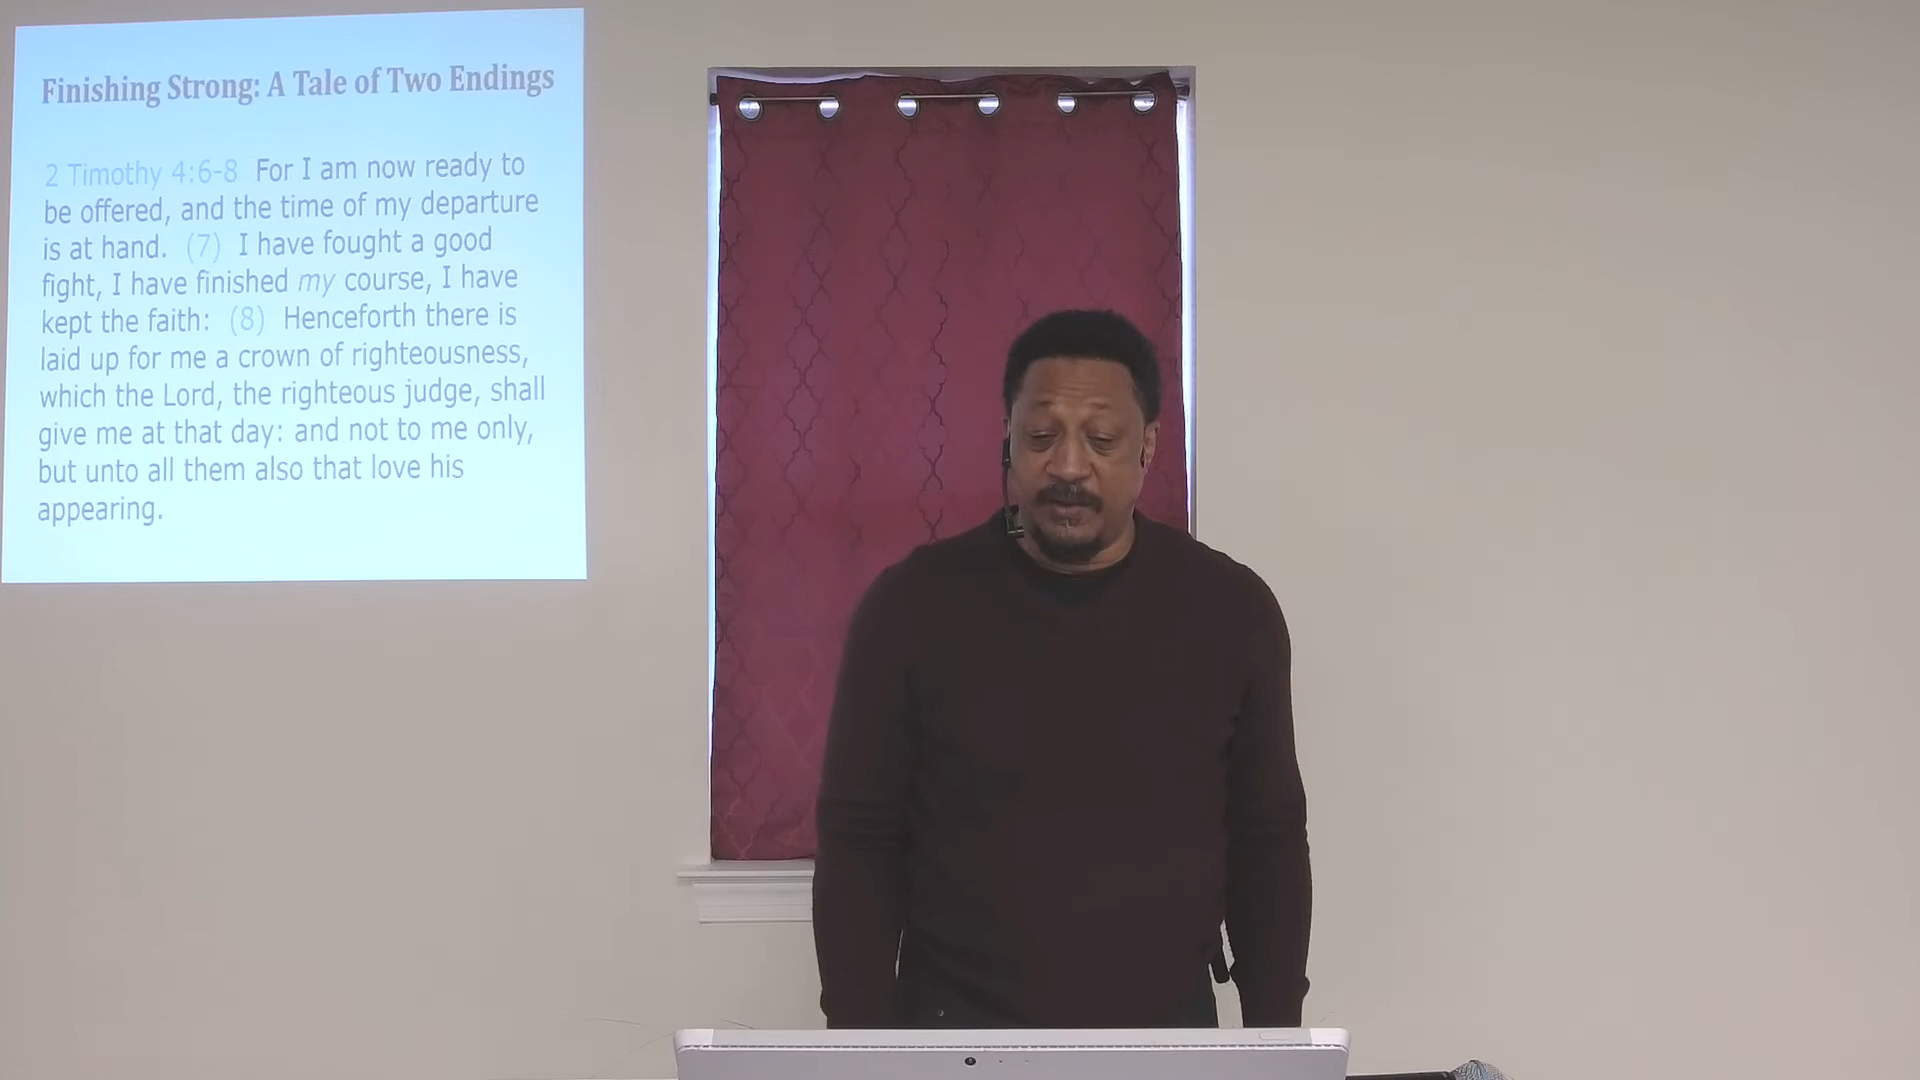 Finishing Strong: A Tale of Two Endings
2 Timothy 4:6-8 For I am now ready to
be offered, and the time of my departure
is at hand. (7) I have fought a good
fight, I have finished my course, I have
kept the faith: (8) Henceforth there is
laid up for me a crown of righteousness,
which the Lord, the righteous judge, shall
give me at that day: and not to me only,
but unto all them also that love his
appearing.